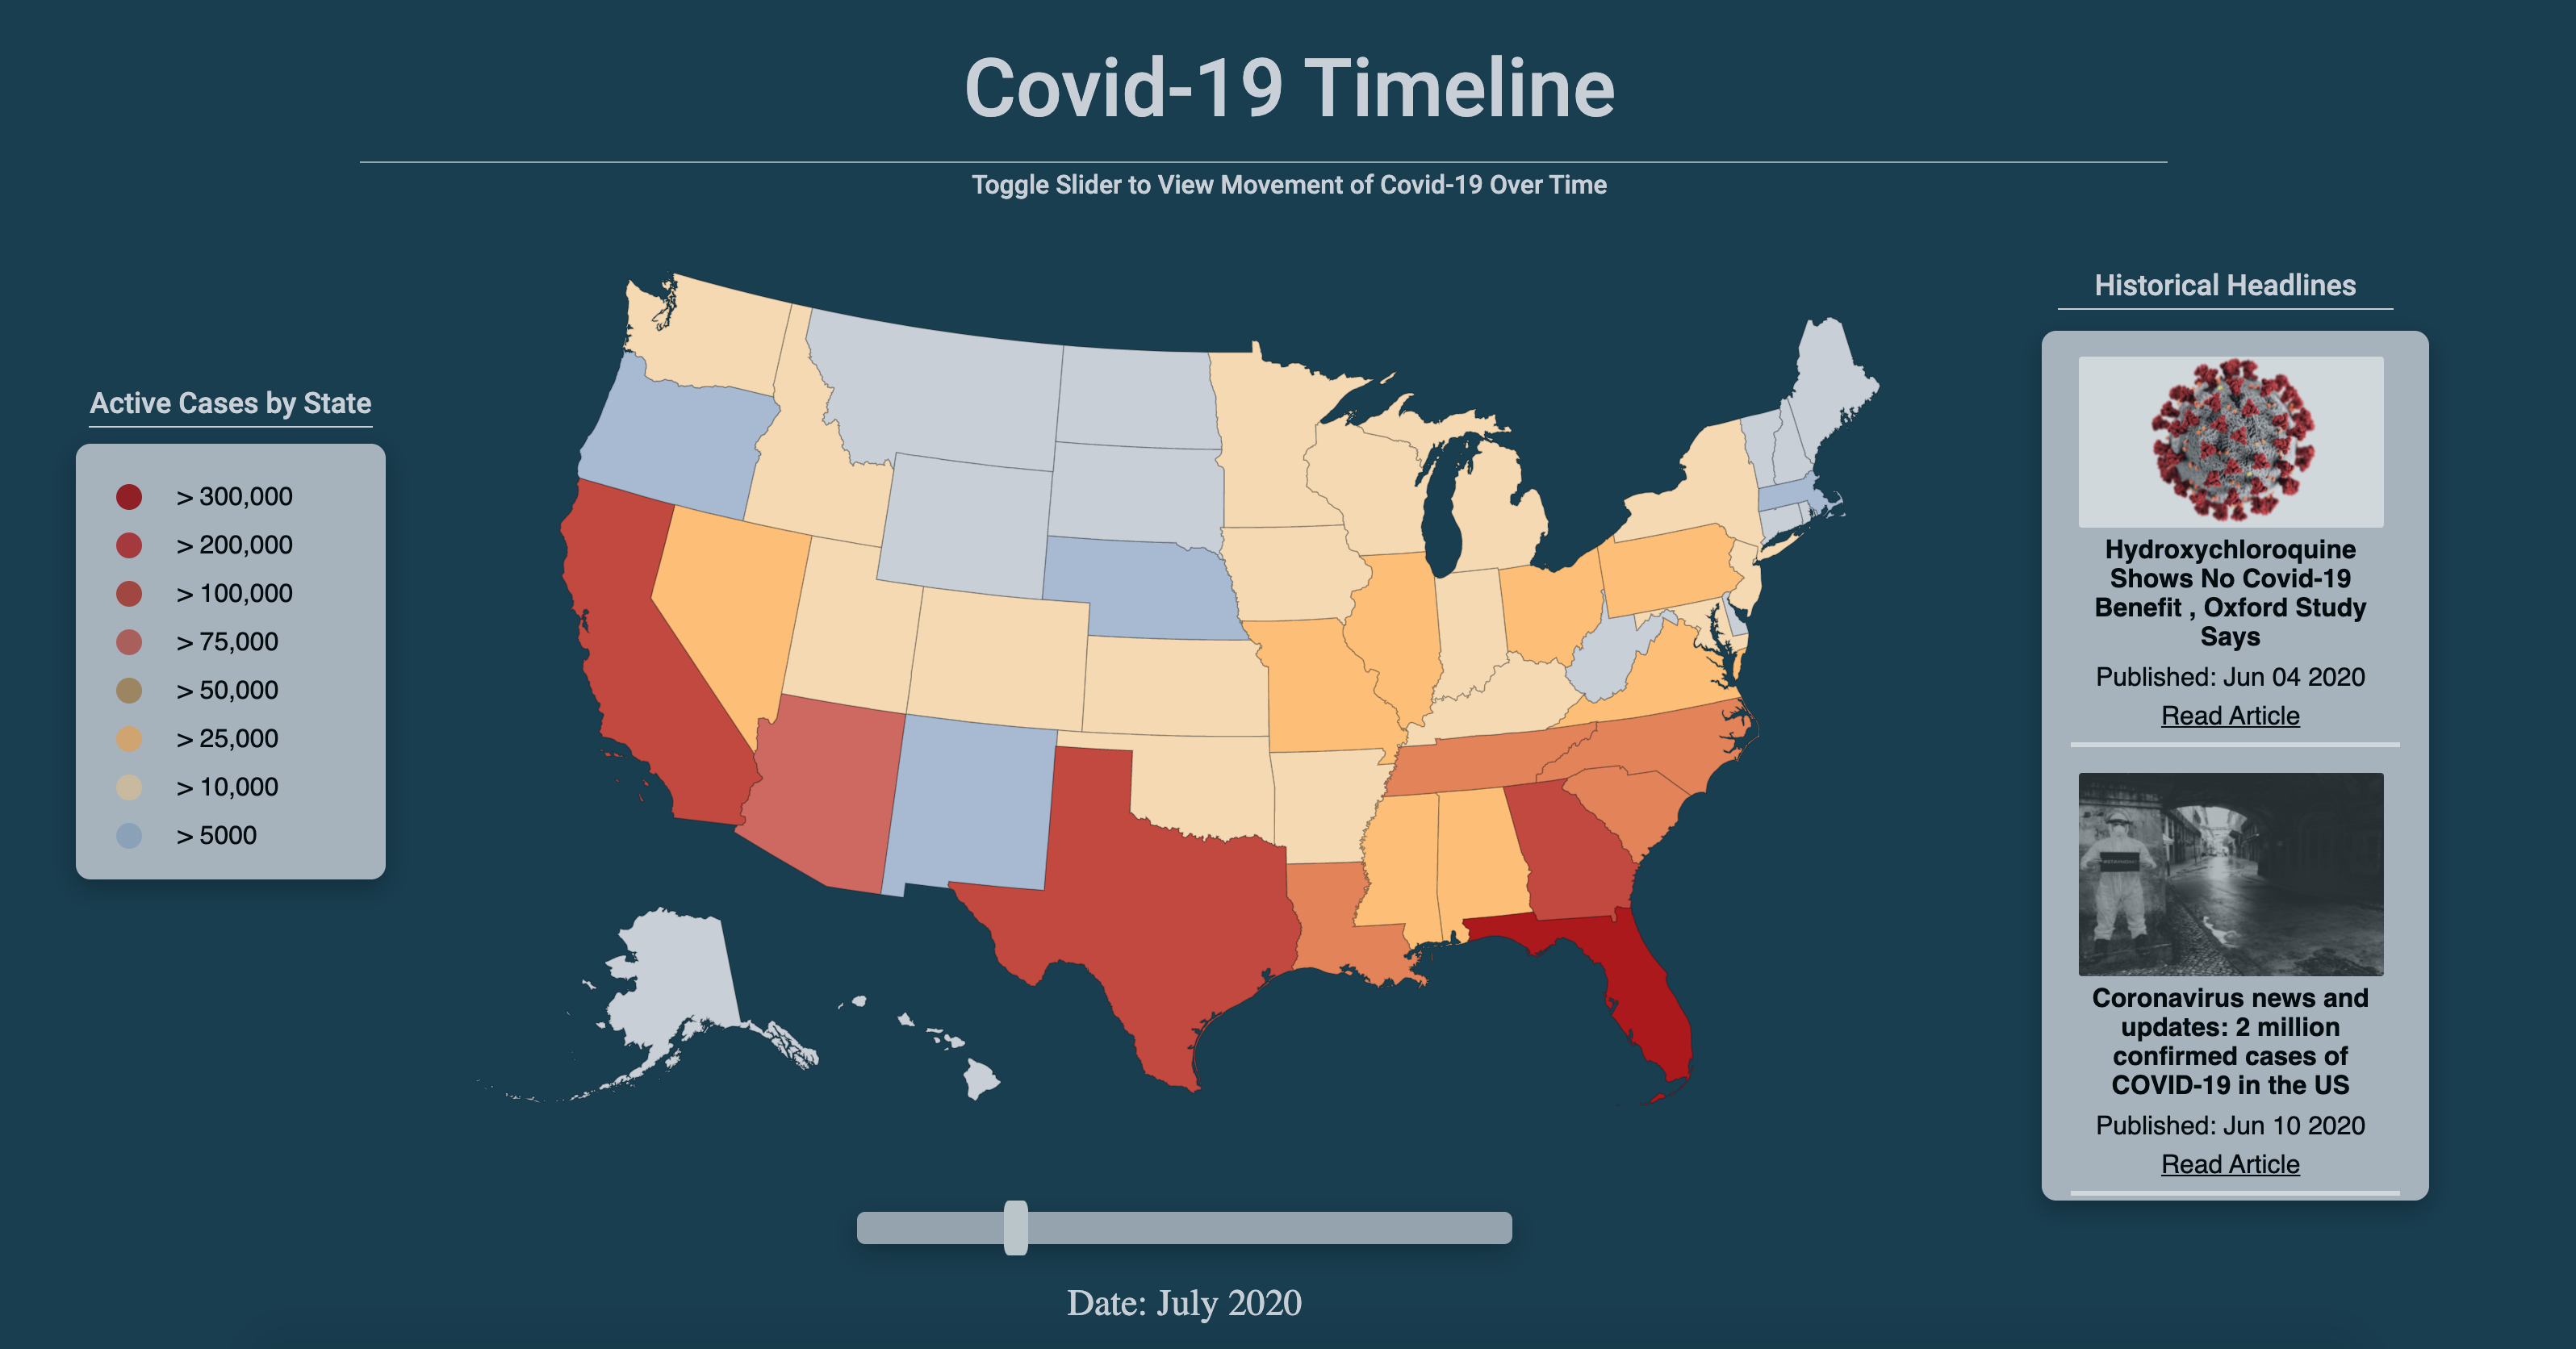 Covid-19 Timeline
Toggle Slider to View Movement of Covid-19 Over Time
Active Cases by State
> 300,000
> 200,000
> 100,000
> 75,000
> 50,000
> 25,000
> 10,000
> 5000
Historical Headlines
Hydroxychloroquine
Shows No Covid-19
Benefit , Oxford Study
Says
Published: Jun 04 2020
Read Article
Coronavirus news and
updates: 2 million
confirmed cases of
COVID-19 in the US
Published: Jun 10 2020
Read Article
Date: July 2020